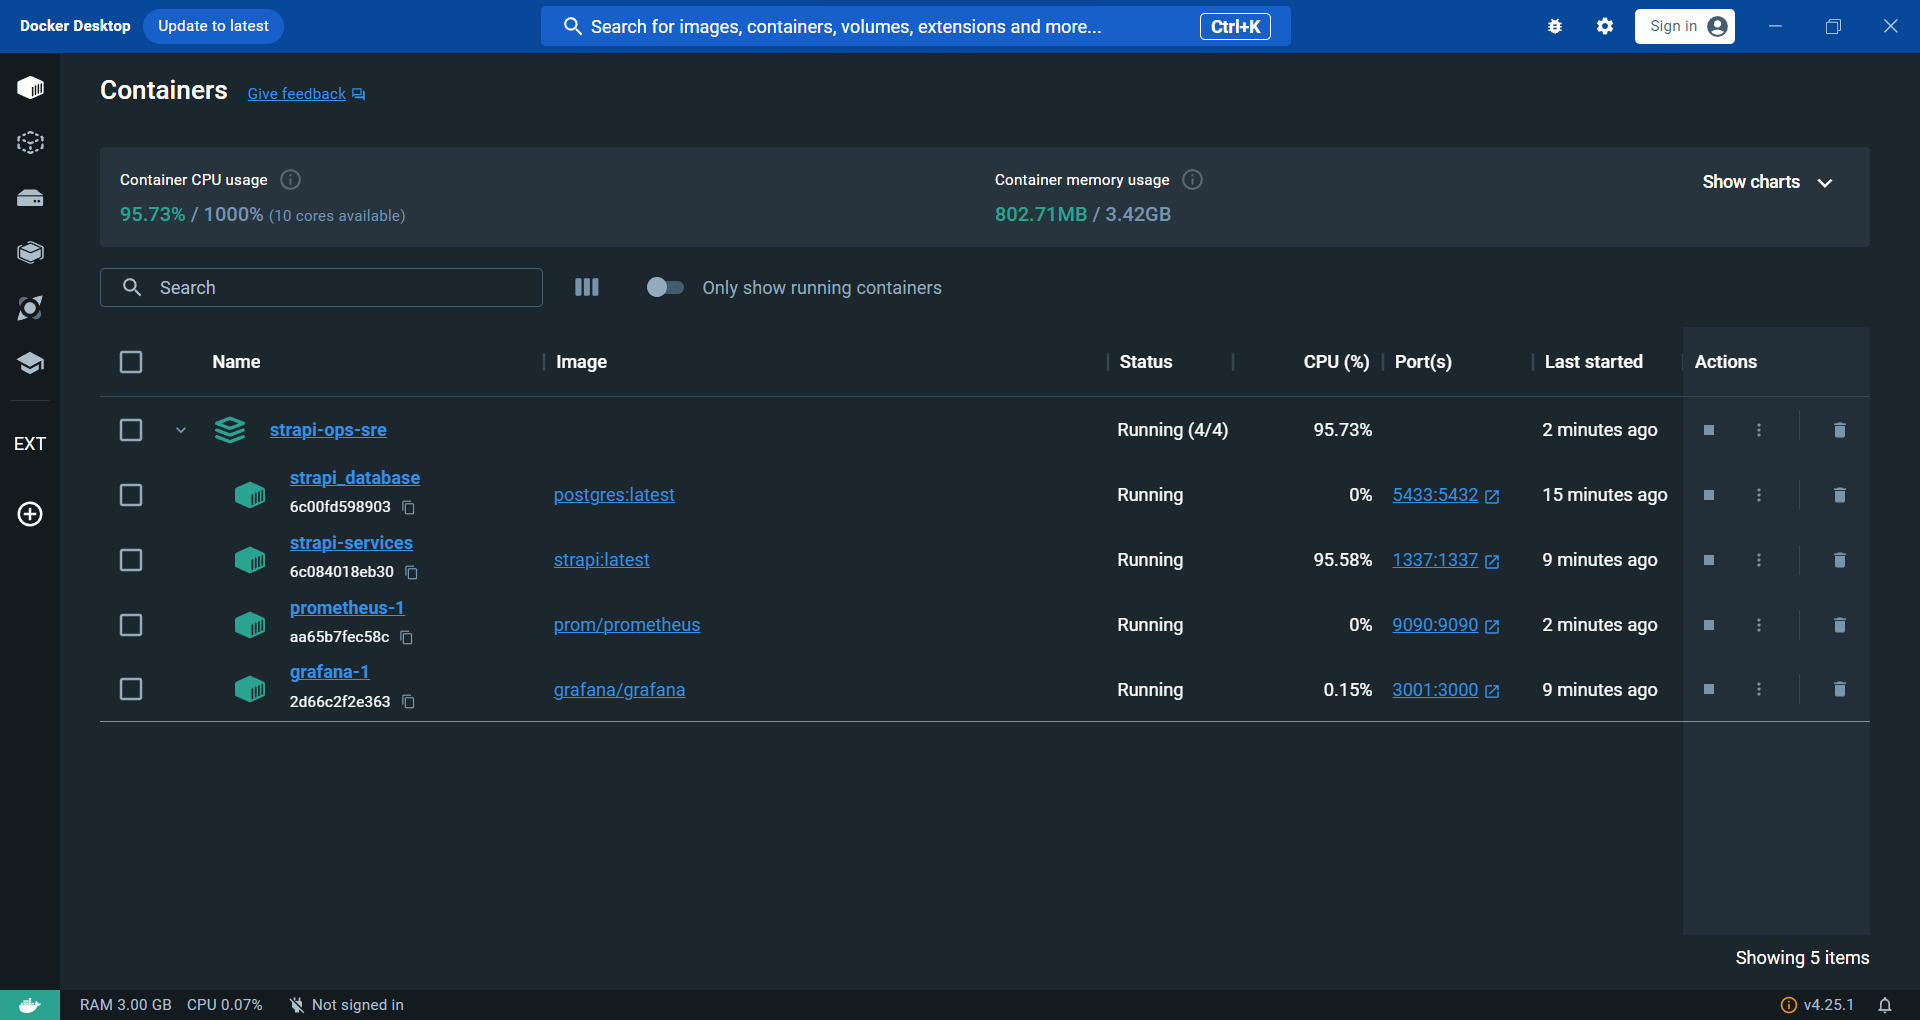 Docker Desktop Update to latest Search for images, containers, volumes, extensions and more... Ctrl+K Sign in
Containers Give feedback
Container CPU usage
95.73% / 1000% (10 cores available)
Container memory usage
802.71MB / 3.42GB
Show charts
Search Only show running containers
Name Image Status CPU (%) Port(s) Last started Actions
strapi-ops-sre Running (4/4) 95.73% 2 minutes ago
strapi_database
6c00fd598903
postgres:latest Running 0% 5433:5432 15 minutes ago
strapi-services
6c084018eb30
strapi:latest Running 95.58% 1337:1337 9 minutes ago
prometheus-1
aa65b7fec58c
prom/prometheus Running 0% 9090:9090 2 minutes ago
grafana-1
2d66c2f2e363
grafana/grafana Running 0.15% 3001:3000 9 minutes ago
EXT
Showing 5 items
RAM 3.00 GB CPU 0.07% Not signed in v4.25.1